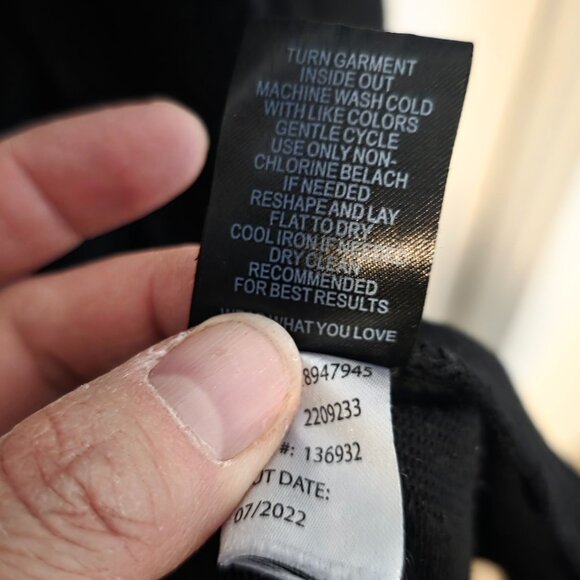 TURN GARMENT
INSIDE OUT
MACHINE WASH COLD
WITH LIKE COLORS
GENTLE CYCLE
USE ONLY NON-
CHLORINE BELACH
IF NEEDED
RESHAPE AND LAY
FLAT TO DRY
COOL IRON IF
DRY CLEAN
RECOMMENDED
FOR BEST RESULTS
WHAT YOU LOVE
8947945
2209233
#: 136932
DATE:
07/2022